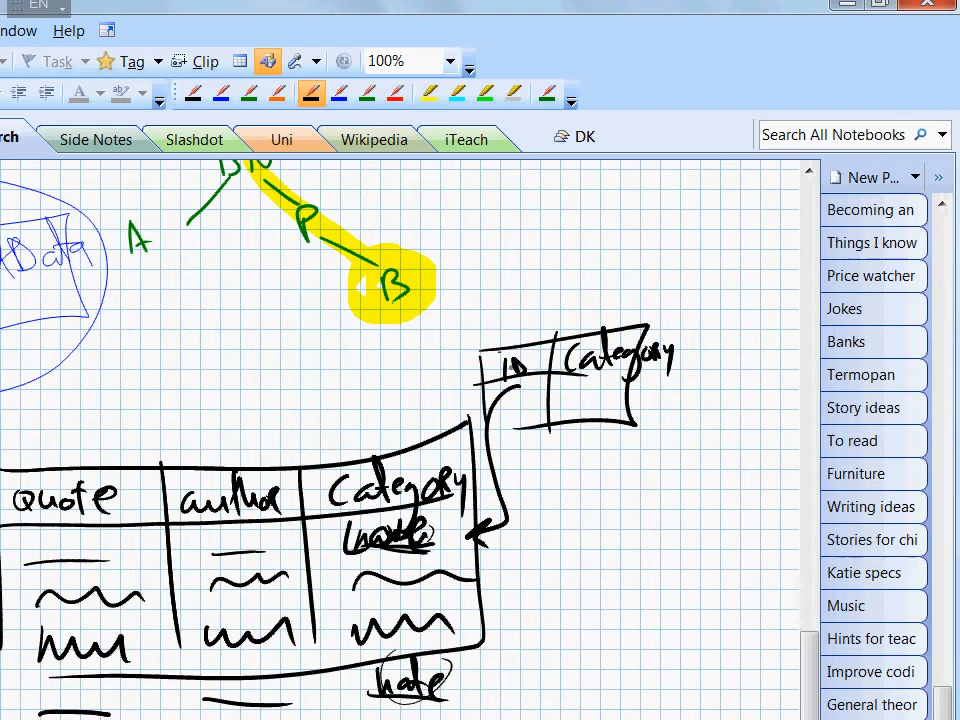 EN
ndow Help
Task Tag Clip 100%
rch Side Notes Slashdot Uni Wikipedia iTeach DK Search All Notebooks
New P...
Becoming an
Things I know
Price watcher
Jokes
Banks
Termopan
Story ideas
To read
Furniture
Writing ideas
Stories for chi
Katie specs
Music
Hints for teac
Improve codi
General theor
A
P
B
Data
ID Category
Quote author Category
hate